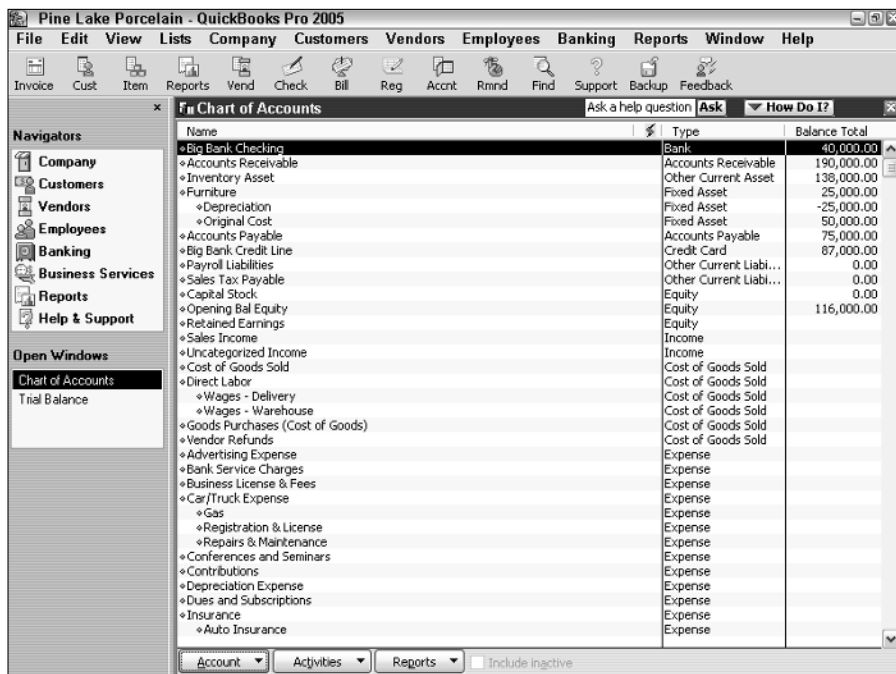 Pine Lake Porcelain - QuickBooks Pro 2005
File Edit View Lists Company Customers Vendors Employees Banking Reports Window Help
Invoice Cust Item Reports Vend Check Bill Reg Accnt Rmnd Find Support Backup Feedback
Chart of Accounts Ask a help question Ask How Do I?
Navigators
Company
Customers
Vendors
Employees
Banking
Business Services
Reports
Help & Support
Open Windows
Chart of Accounts
Trial Balance
Name Type Balance Total
Big Bank Checking Bank 40,000.00
Accounts Receivable Accounts Receivable 190,000.00
Inventory Asset Other Current Asset 138,000.00
Furniture Fixed Asset 25,000.00
Depreciation Fixed Asset -25,000.00
Original Cost Fixed Asset 50,000.00
Accounts Payable Accounts Payable 75,000.00
Big Bank Credit Line Credit Card 87,000.00
Payroll Liabilities Other Current Liabi... 0.00
Sales Tax Payable Other Current Liabi... 0.00
Capital Stock Equity 0.00
Opening Bal Equity Equity 116,000.00
Retained Earnings Equity
Sales Income Income
Uncategorized Income Income
Cost of Goods Sold Cost of Goods Sold
Direct Labor Cost of Goods Sold
Wages - Delivery Cost of Goods Sold
Wages - Warehouse Cost of Goods Sold
Goods Purchases (Cost of Goods) Cost of Goods Sold
Vendor Refunds Cost of Goods Sold
Advertising Expense Expense
Bank Service Charges Expense
Business License & Fees Expense
Car/Truck Expense Expense
Gas Expense
Registration & License Expense
Repairs & Maintenance Expense
Conferences and Seminars Expense
Contributions Expense
Depreciation Expense Expense
Dues and Subscriptions Expense
Insurance Expense
Auto Insurance Expense
Account Activities Reports Include inactive